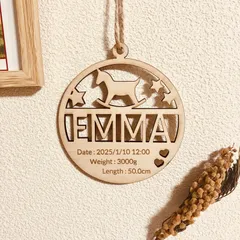 EMMA
Date : 2025/1/10 12:00
Weight : 3000g
Length : 50.0cm